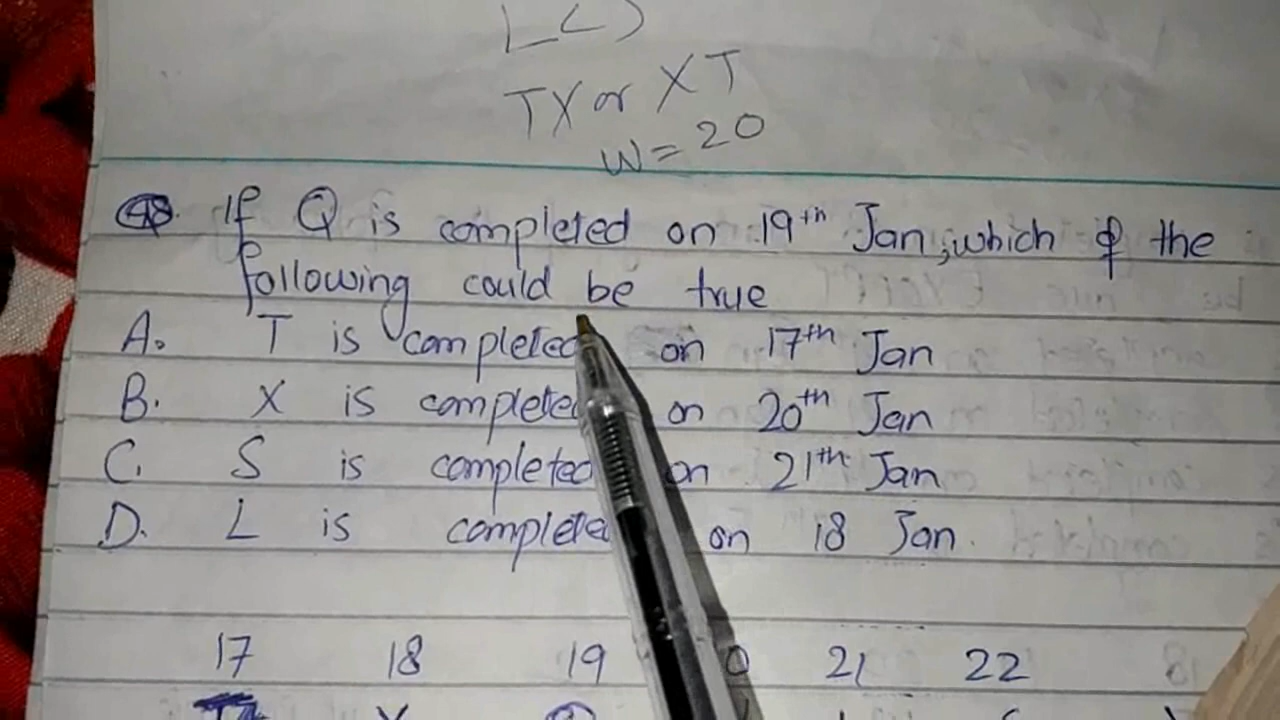 L < S
TX or XT
W = 20
Q8. If Q is completed on 19th Jan, which of the
following could be true
A. T is completed on 17th Jan
B. X is completed on 20th Jan
C. S is completed on 21th Jan
D. L is completed on 18 Jan.
17 18 19 21 22